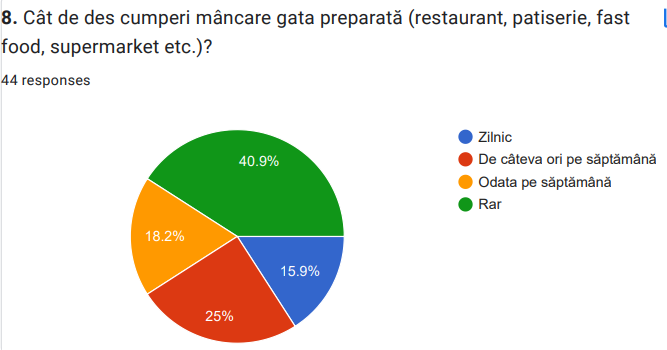 8. Cât de des cumperi mâncare gata preparată (restaurant, patiserie, fast
food, supermarket etc.)?
44 responses
40.9%
18.2%
15.9%
25%
Zilnic
De câteva ori pe săptămână
Odata pe săptămână
Rar